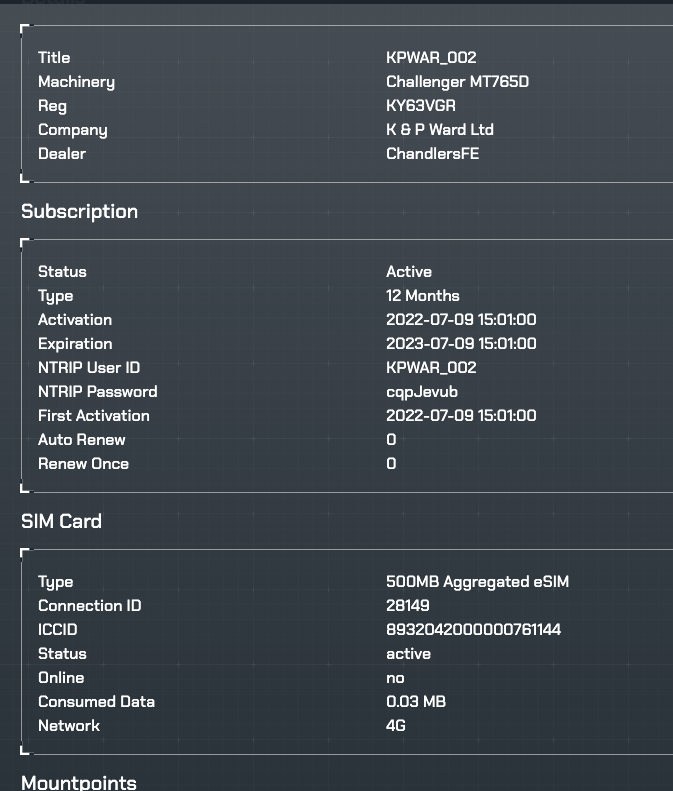 Title KPWAR_002
Machinery Challenger MT765D
Reg KY63VGR
Company K & P Ward Ltd
Dealer ChandlersFE
Subscription
Status Active
Type 12 Months
Activation 2022-07-09 15:01:00
Expiration 2023-07-09 15:01:00
NTRIP User ID KPWAR_002
NTRIP Password cqpJevub
First Activation 2022-07-09 15:01:00
Auto Renew 0
Renew Once 0
SIM Card
Type 500MB Aggregated eSIM
Connection ID 28149
ICCID 8932042000000761144
Status active
Online no
Consumed Data 0.03 MB
Network 4G
Mountpoints